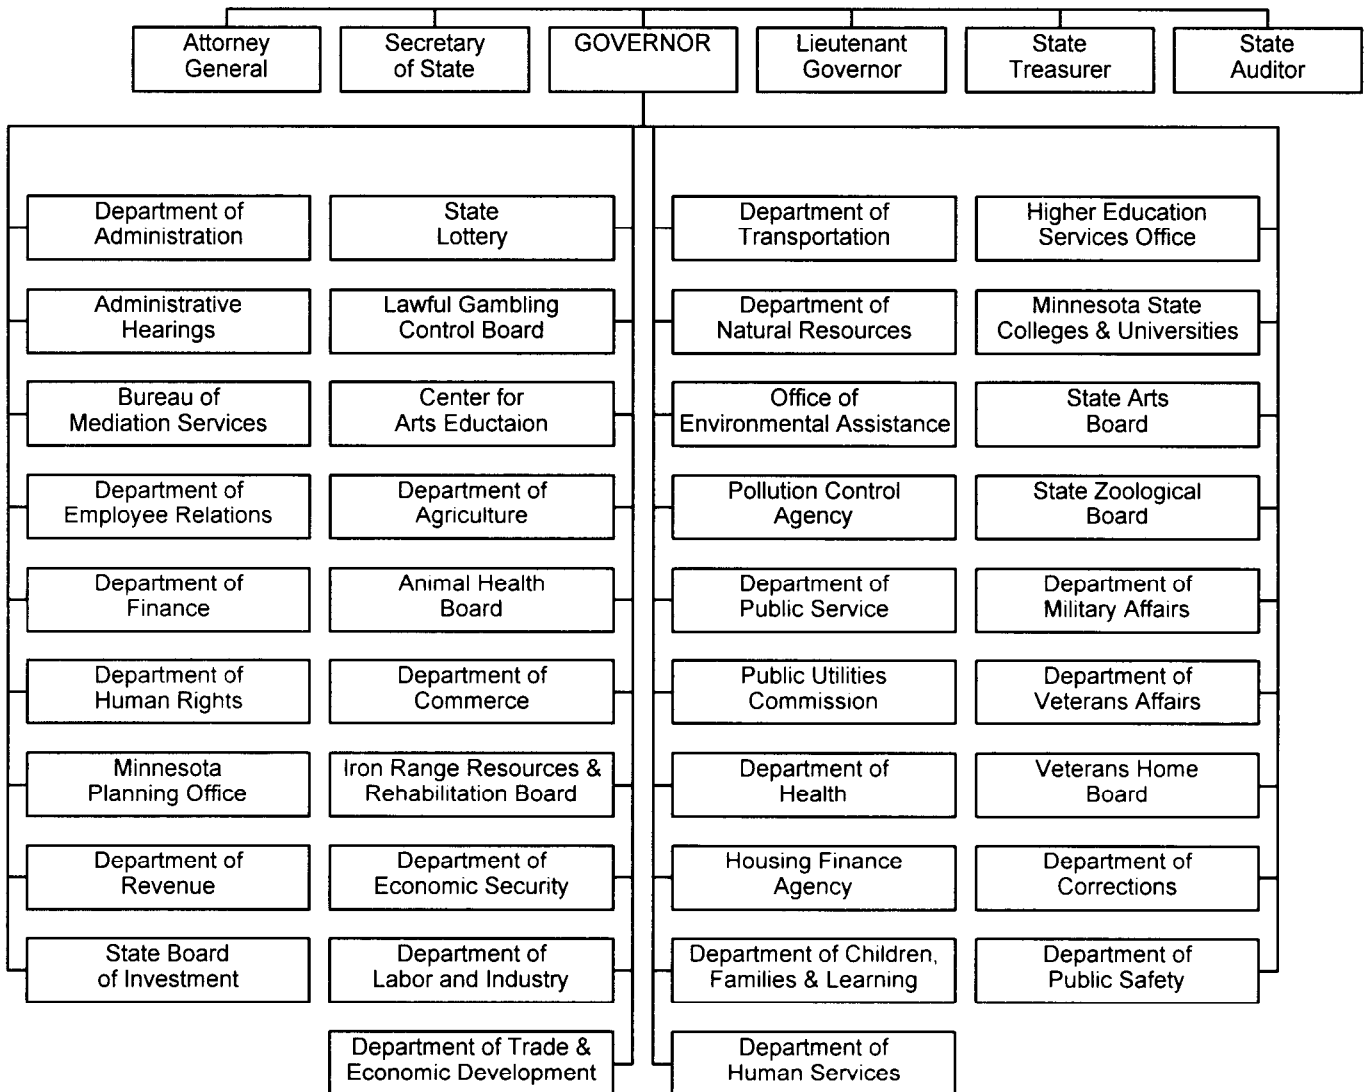 Attorney
General
Secretary
of State
GOVERNOR
Lieutenant
Governor
State
Treasurer
State
Auditor
Department of
Administration
State
Lottery
Department of
Transportation
Higher Education
Services Office
Administrative
Hearings
Lawful Gambling
Control Board
Department of
Natural Resources
Minnesota State
Colleges & Universities
Bureau of
Mediation Services
Center for
Arts Eductaion
Office of
Environmental Assistance
State Arts
Board
Department of
Employee Relations
Department of
Agriculture
Pollution Control
Agency
State Zoological
Board
Department of
Finance
Animal Health
Board
Department of
Public Service
Department of
Military Affairs
Department of
Human Rights
Department of
Commerce
Public Utilities
Commission
Department of
Veterans Affairs
Minnesota
Planning Office
Iron Range Resources &
Rehabilitation Board
Department of
Health
Veterans Home
Board
Department of
Revenue
Department of
Economic Security
Housing Finance
Agency
Department of
Corrections
State Board
of Investment
Department of
Labor and Industry
Department of Children,
Families & Learning
Department of
Public Safety
Department of Trade &
Economic Development
Department of
Human Services